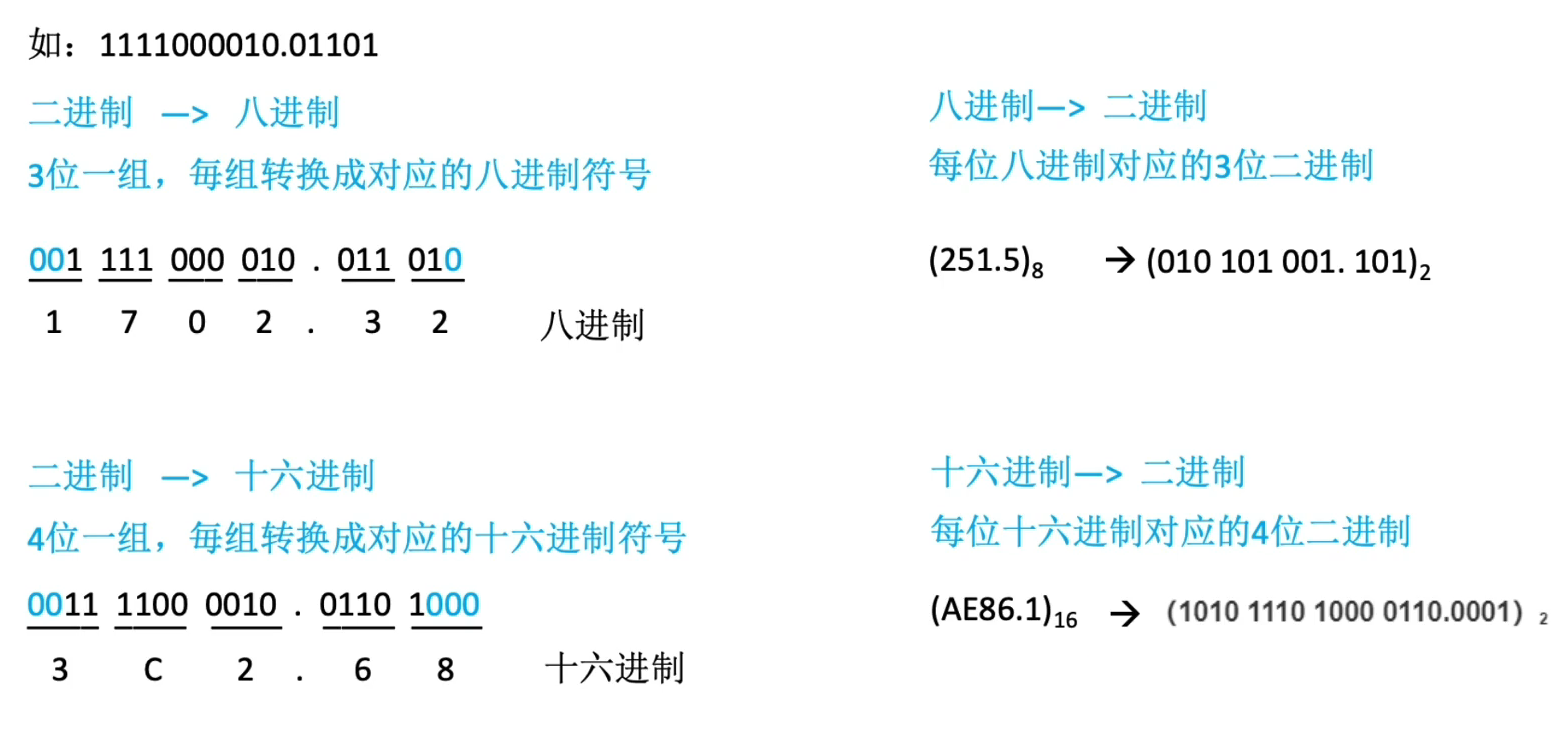 如：1111000010.01101
二进制 —> 八进制
3位一组，每组转换成对应的八进制符号
001 111 000 010 . 011 010
1 7 0 2 . 3 2 八进制
二进制 —> 十六进制
4位一组，每组转换成对应的十六进制符号
0011 1100 0010 . 0110 1000
3 C 2 . 6 8 十六进制
八进制—> 二进制
每位八进制对应的3位二进制
(251.5)₈ → (010 101 001. 101)₂
十六进制—> 二进制
每位十六进制对应的4位二进制
(AE86.1)₁₆ → (1010 1110 1000 0110.0001) ₂